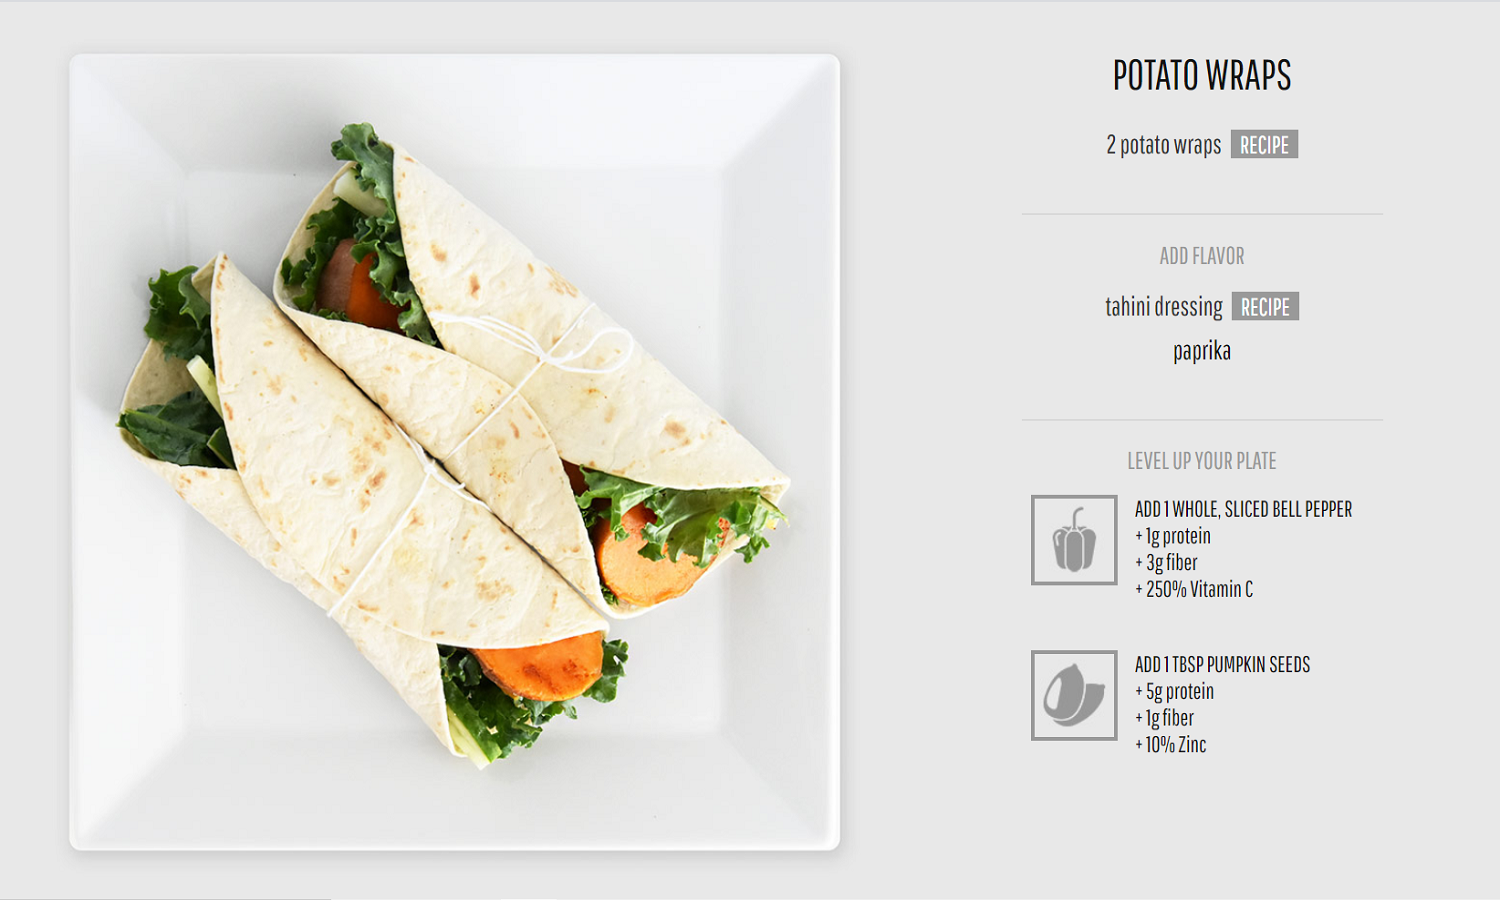 POTATO WRAPS
2 potato wraps RECIPE
ADD FLAVOR
tahini dressing RECIPE
paprika
LEVEL UP YOUR PLATE
ADD 1 WHOLE, SLICED BELL PEPPER
+ 1g protein
+ 3g fiber
+ 250% Vitamin C
ADD 1 TBSP PUMPKIN SEEDS
+ 5g protein
+ 1g fiber
+ 10% Zinc